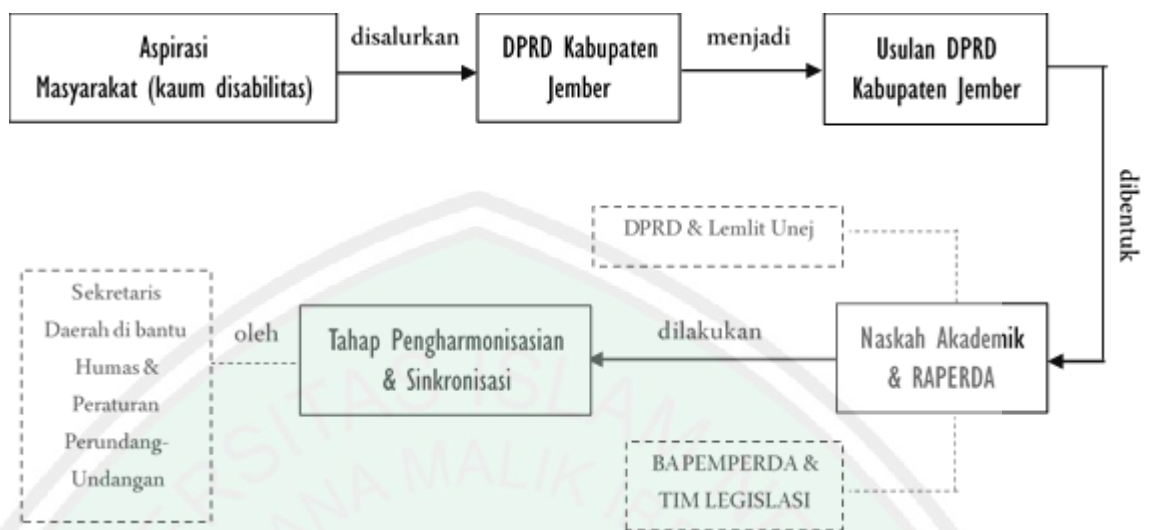 Aspirasi
Masyarakat (kaum disabilitas)
disalurkan
DPRD Kabupaten
Jember
menjadi
Usulan DPRD
Kabupaten Jember
dibentuk
DPRD & Lemlit Unej
Naskah Akademik
& RAPERDA
BAPEMPERDA &
TIM LEGISLASI
dilakukan
Tahap Pengharmonisasian
& Sinkronisasi
oleh
Sekretaris
Daerah di bantu
Humas &
Peraturan
Perundang-
Undangan